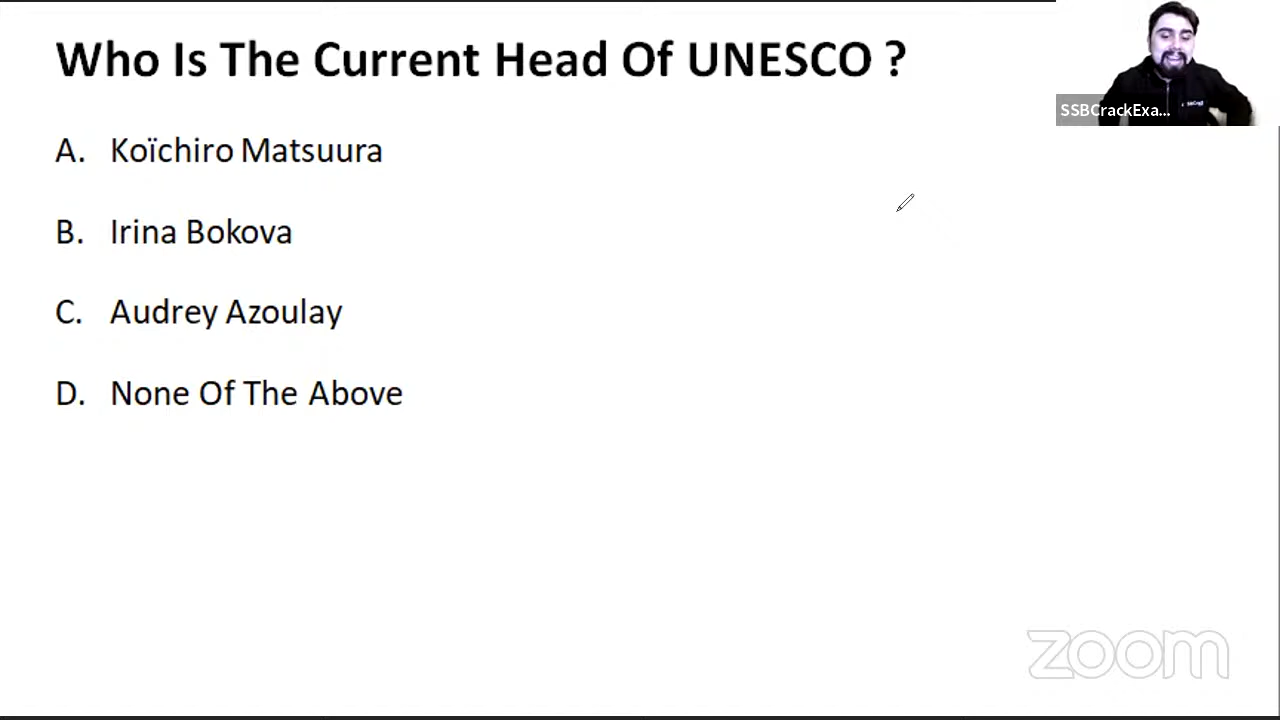 Who Is The Current Head Of UNESCO ?
SSBCrackExa...
A. Koïchiro Matsuura
B. Irina Bokova
C. Audrey Azoulay
D. None Of The Above
zoom